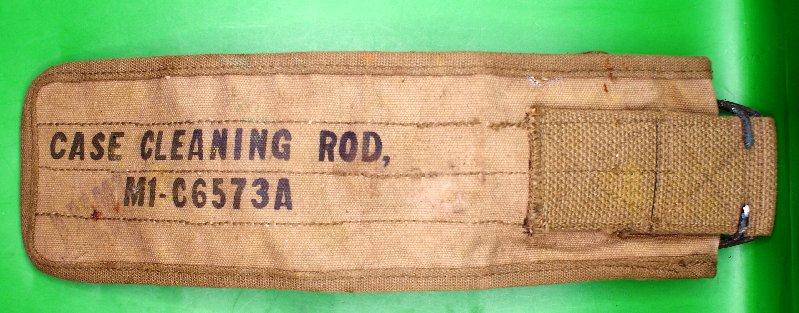 CASE CLEANING ROD,
M1-C6573A